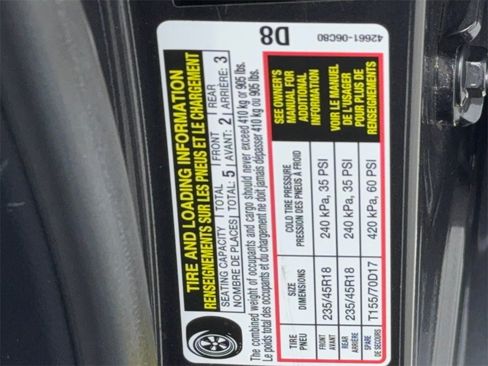 42661-06C80
D8
TIRE AND LOADING INFORMATION
RENSEIGNEMENTS SUR LES PNEUS ET LE CHARGEMENT
SEATING CAPACITY | TOTAL | FRONT | REAR
NOMBRE DE PLACES | TOTAL: 5 | AVANT: 2 | ARRIÈRE: 3
The combined weight of occupants and cargo should never exceed 410 kg or 905 lbs.
Le poids total des occupants et du chargement ne doit jamais dépasser 410 kg ou 905 lbs.
TIRE SIZE COLD TIRE PRESSURE
PNEU DIMENSIONS PRESSION DES PNEUS À FROID
FRONT
AVANT 235/45R18 240 kPa, 35 PSI
REAR
ARRIÈRE 235/45R18 240 kPa, 35 PSI
SPARE
DE SECOURS T155/70D17 420 kPa, 60 PSI
SEE OWNER'S
MANUAL FOR
ADDITIONAL
INFORMATION
VOIR LE MANUEL
DE L'USAGER
POUR PLUS DE
RENSEIGNEMENTS